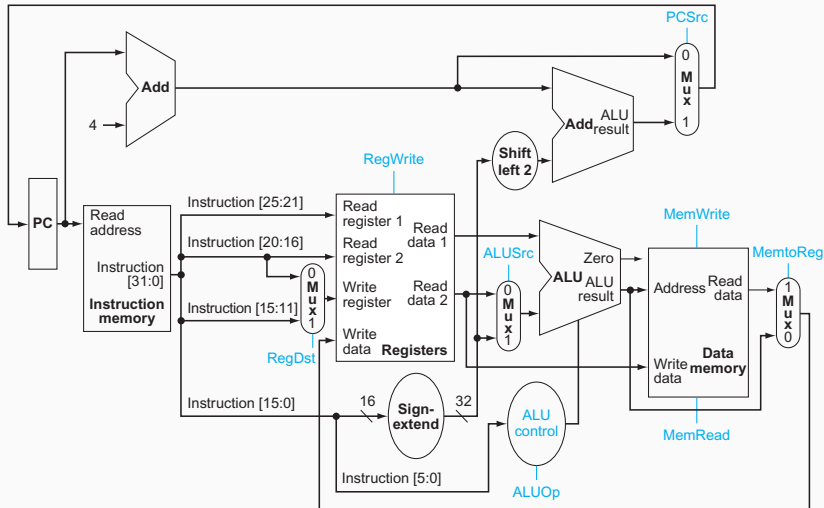 PCSrc
0
M
u
x
1
Add
4
Add
ALU
result
Shift
left 2
RegWrite
PC
Read
address
Instruction
[31:0]
Instruction
memory
Instruction [25:21]
Instruction [20:16]
Instruction [15:11]
Instruction [15:0]
Instruction [5:0]
0
M
u
x
1
RegDst
Read
register 1
Read
register 2
Write
register
Write
data
Read
data 1
Read
data 2
Registers
16
Sign-
extend
32
ALUSrc
0
M
u
x
1
Zero
ALU
ALU
result
ALU
control
ALUOp
MemWrite
Address
Read
data
Write
data
Data
memory
MemRead
MemtoReg
1
M
u
x
0